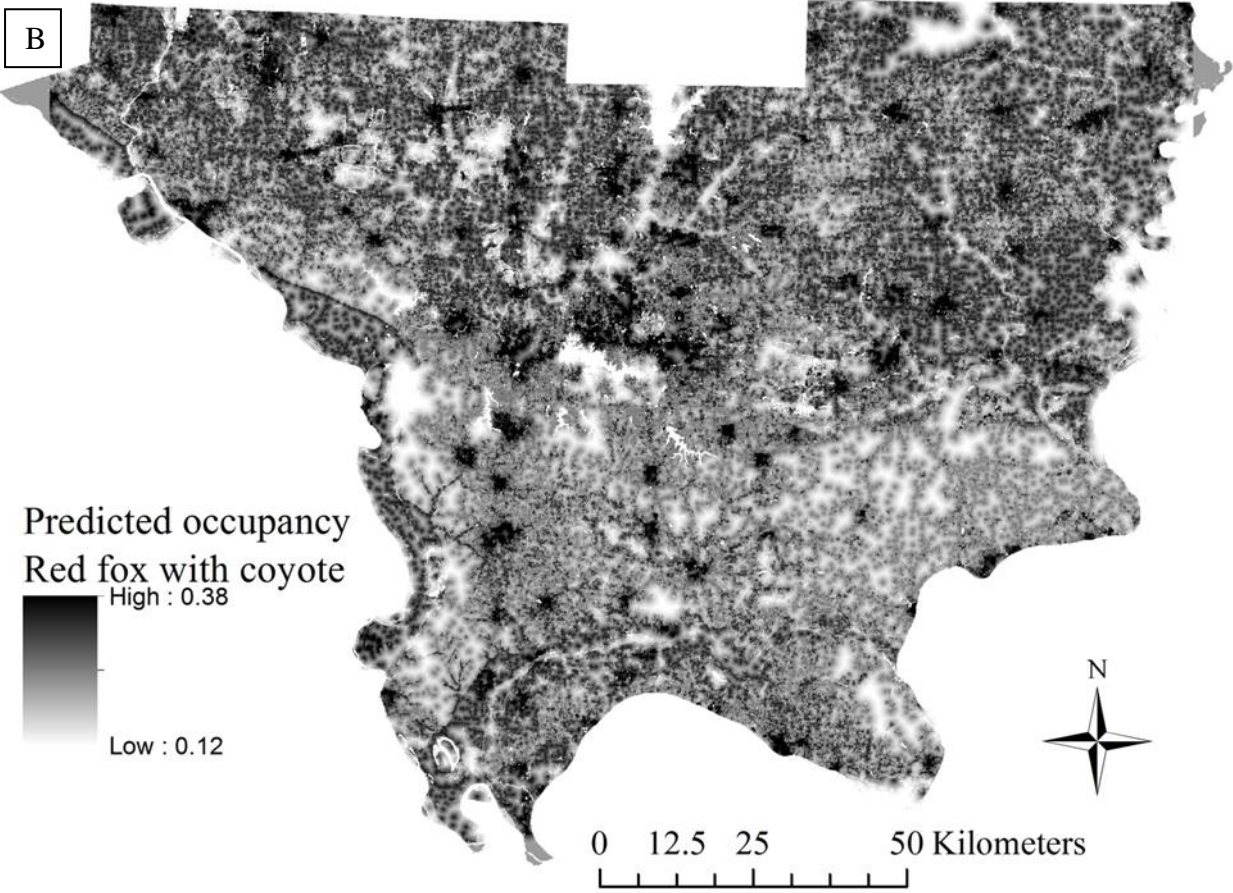 B
Predicted occupancy
Red fox with coyote
High : 0.38
Low : 0.12
N
0 12.5 25 50 Kilometers